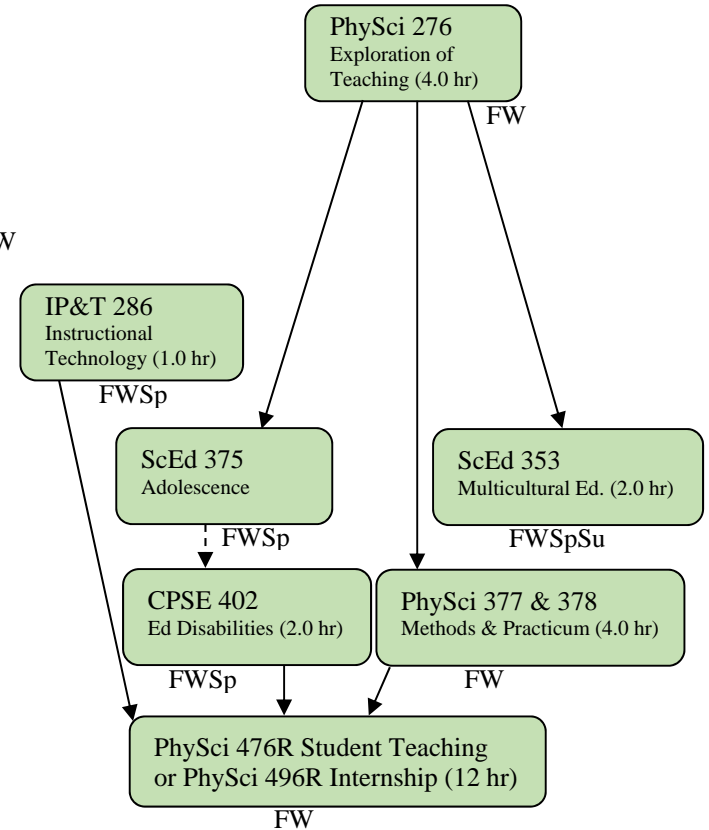 PhySci 276
Exploration of
Teaching (4.0 hr)
FW
W
IP&T 286
Instructional
Technology (1.0 hr)
FWSp
ScEd 375
Adolescence
FWSp
ScEd 353
Multicultural Ed. (2.0 hr)
FWSpSu
CPSE 402
Ed Disabilities (2.0 hr)
FWSp
PhySci 377 & 378
Methods & Practicum (4.0 hr)
FW
PhySci 476R Student Teaching
or PhySci 496R Internship (12 hr)
FW